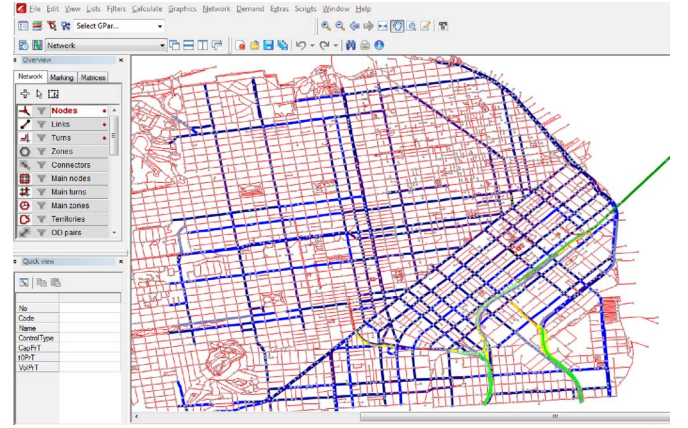 File Edit View Lists Filters Calculate Graphics Network Demand Extras Scripts Window Help
Select GPar...
Network
Overview
Network Marking Matrices
Nodes
Links
Turns
Zones
Connectors
Main nodes
Main turns
Main zones
Territories
OD pairs
Quick view
No
Code
Name
ControlType
CapPrT
t0PrT
VolPrT